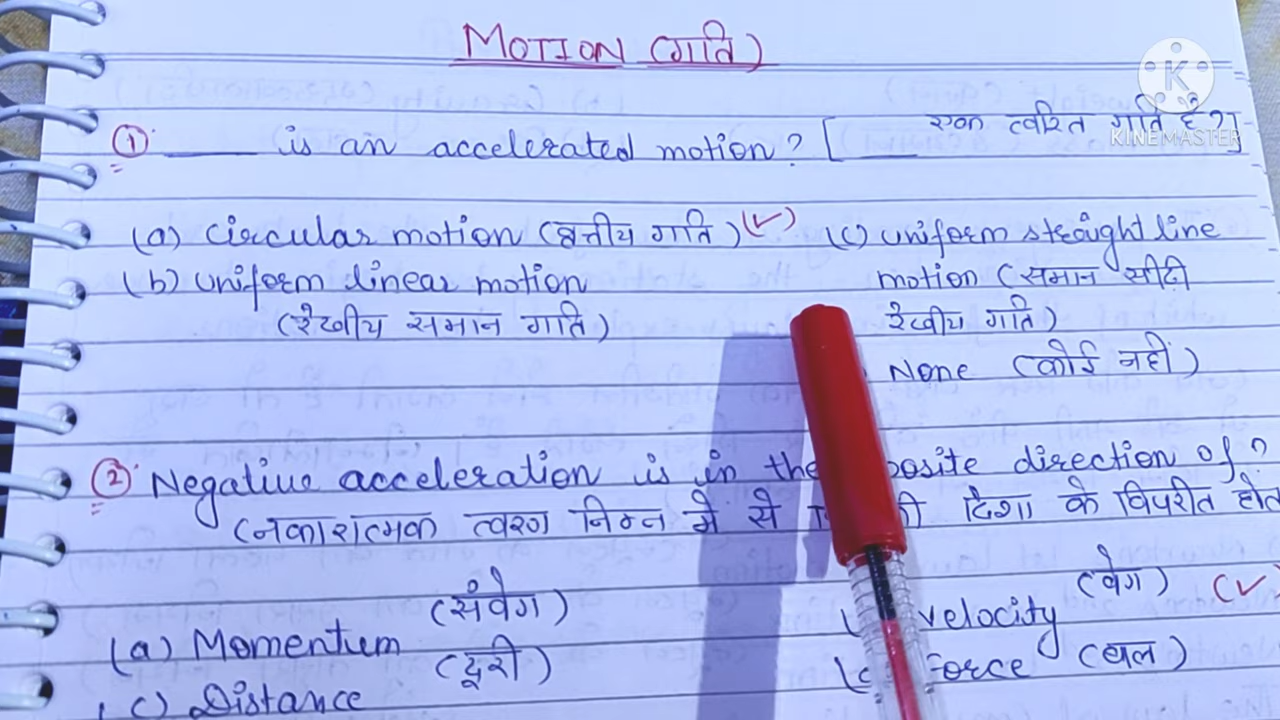 MOTION (गति)
① ____ is an accelerated motion? [ ____ एक त्वरित गति है?]
(a) circular motion (वृत्तीय गति) (✓)
(b) uniform linear motion
(रेखीय समान गति)
(c) uniform straight line
motion (समान सीधी
रेखीय गति)
None (कोई नहीं)
② Negative acceleration is in the posite direction of?
(नकारात्मक त्वरण निम्न में से की दिशा के विपरीत होत
(a) Momentum (संवेग)
velocity (वेग) (✓)
(c) Distance (दूरी)
Force (बल)
K
KINEMASTER